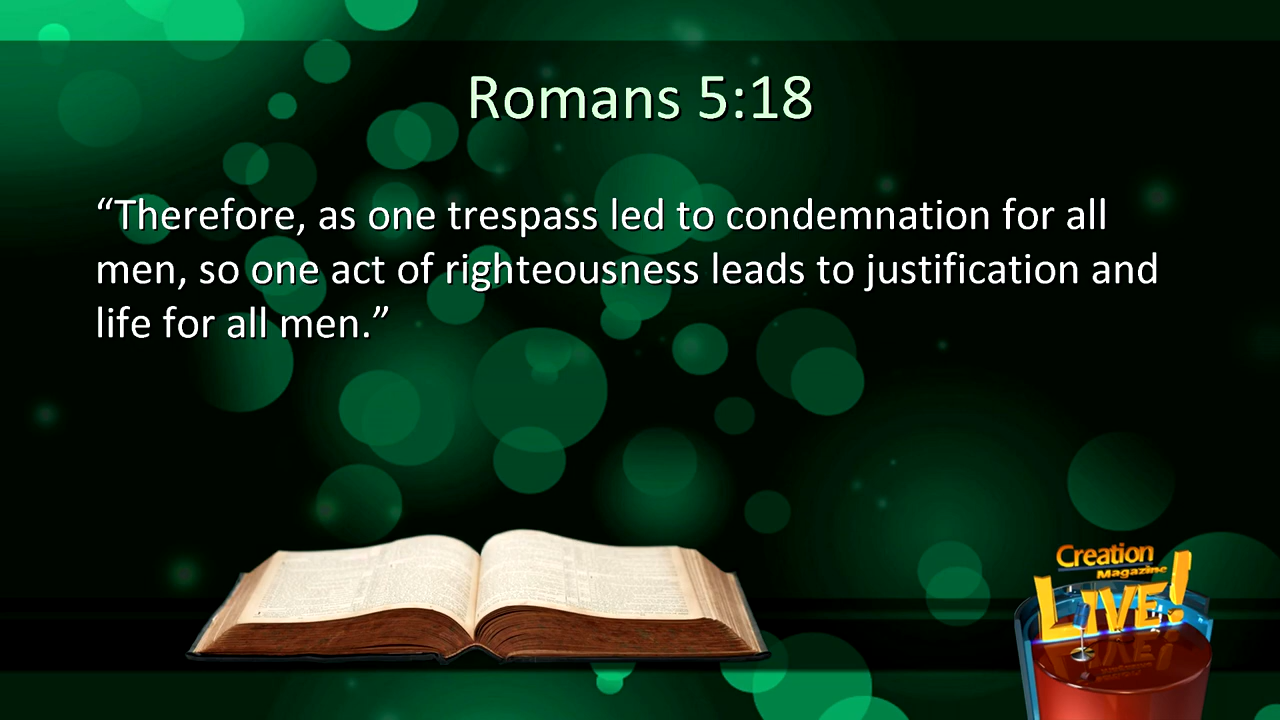 Romans 5:18
“Therefore, as one trespass led to condemnation for all
men, so one act of righteousness leads to justification and
life for all men.”
Creation
Magazine
LIVE!